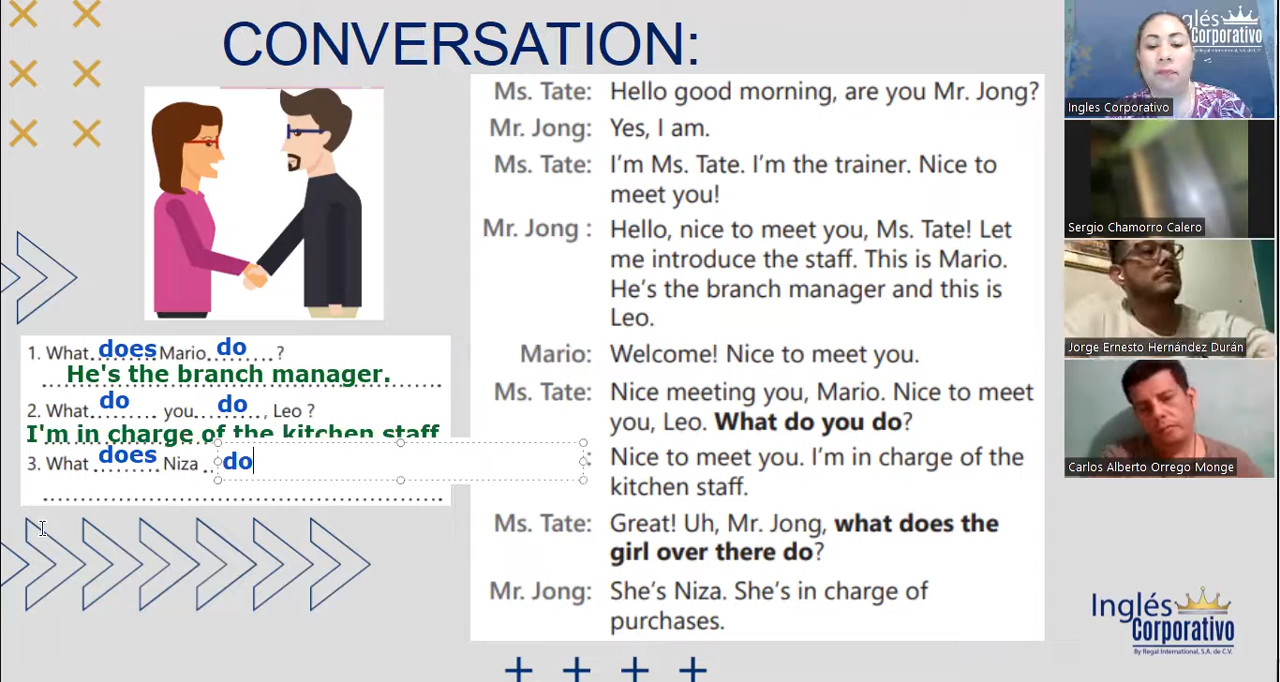 CONVERSATION:
Ms. Tate: Hello good morning, are you Mr. Jong?
Mr. Jong: Yes, I am.
Ms. Tate: I'm Ms. Tate. I'm the trainer. Nice to
meet you!
Mr. Jong : Hello, nice to meet you, Ms. Tate! Let
me introduce the staff. This is Mario.
He's the branch manager and this is
Leo.
Mario: Welcome! Nice to meet you.
Ms. Tate: Nice meeting you, Mario. Nice to meet
you, Leo. What do you do?
: Nice to meet you. I'm in charge of the
kitchen staff.
Ms. Tate: Great! Uh, Mr. Jong, what does the
girl over there do?
Mr. Jong: She's Niza. She's in charge of
purchases.
1. What does Mario do ?
He's the branch manager.
2. What do you do , Leo ?
I'm in charge of the kitchen staff
3. What does Niza do
Inglés
Corporativo
By Regal International, S.A. de C.V.
glés
Corporativo
Ingles Corporativo
Sergio Chamorro Calero
Jorge Ernesto Hernández Durán
Carlos Alberto Orrego Monge